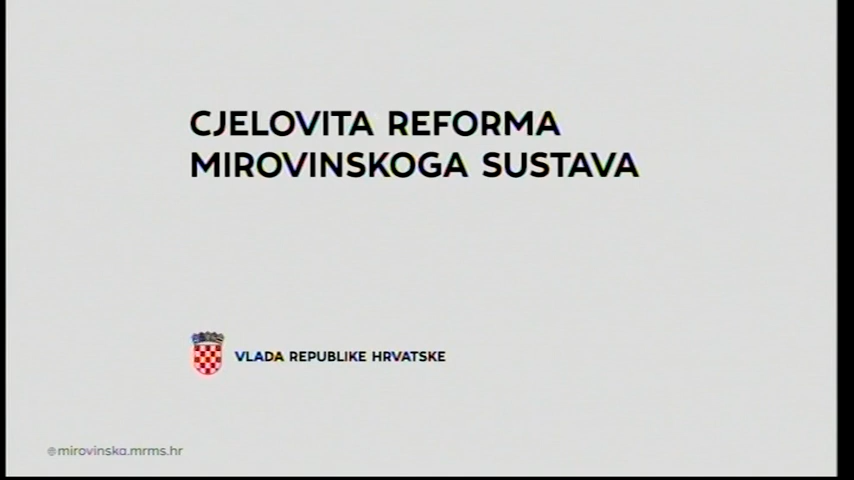 CJELOVITA REFORMA
MIROVINSKOGA SUSTAVA
VLADA REPUBLIKE HRVATSKE
@mirovinska.mrms.hr